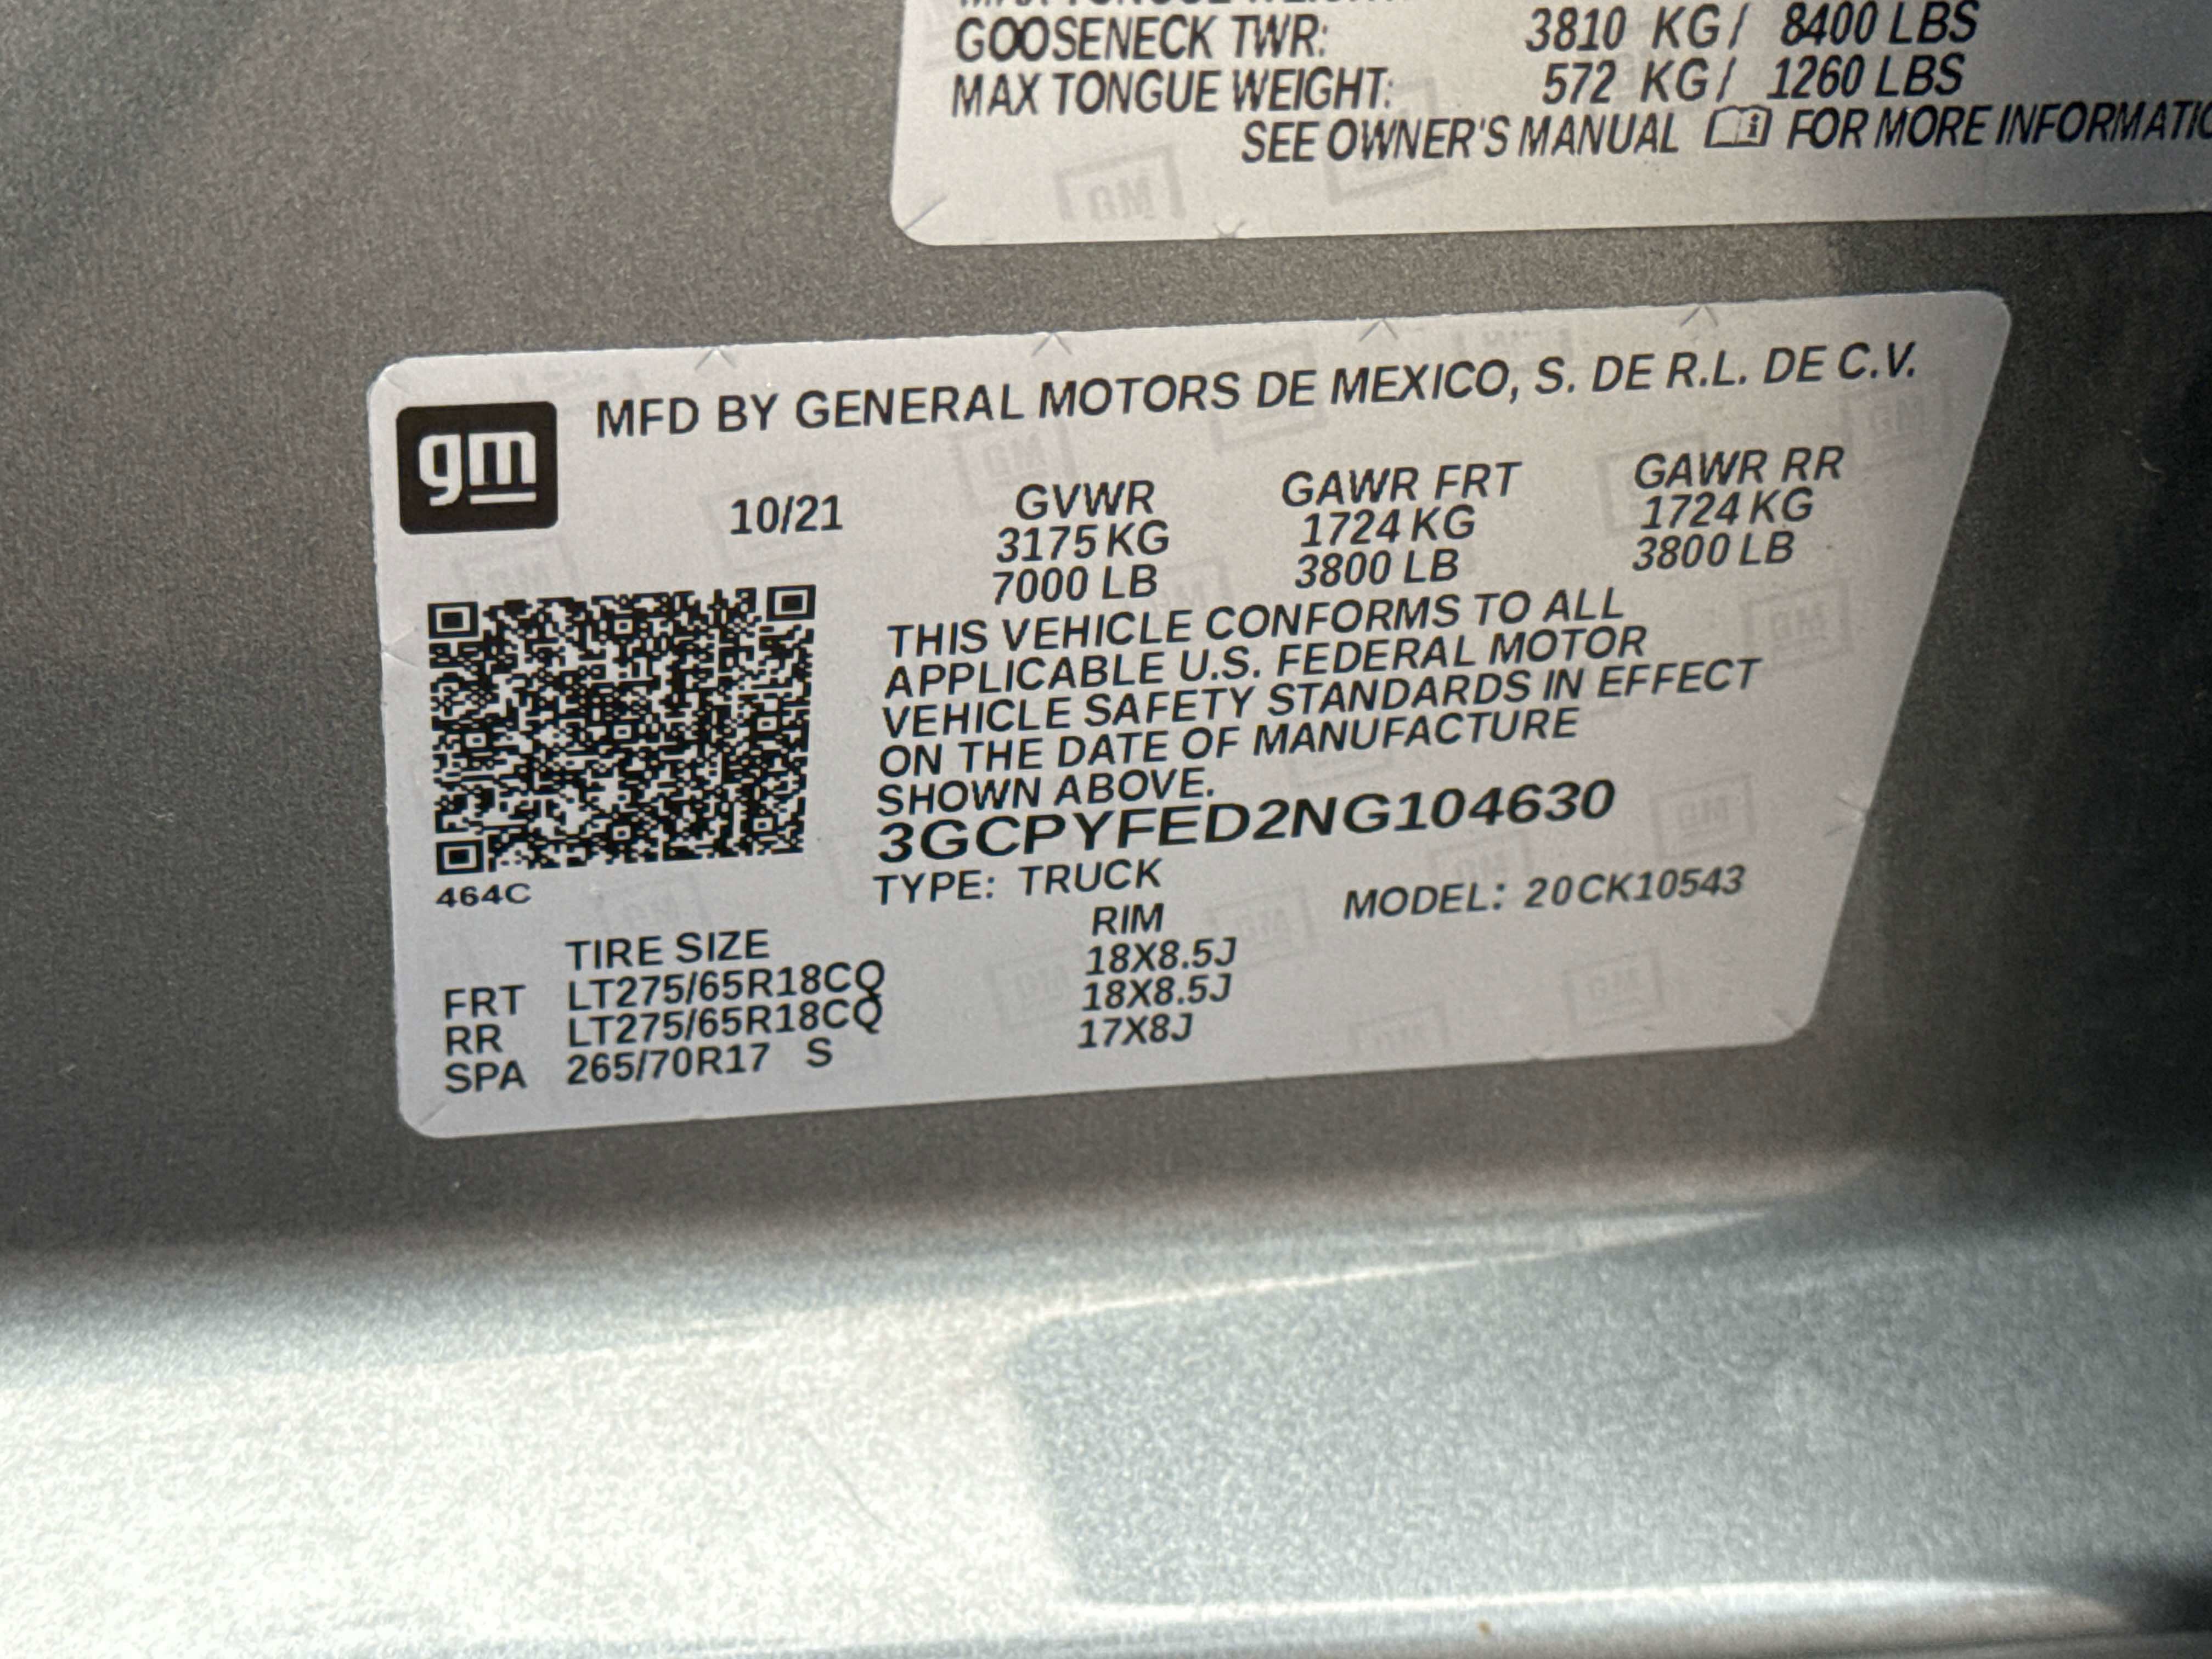 GOOSENECK TWR: 3810 KG / 8400 LBS
MAX TONGUE WEIGHT: 572 KG / 1260 LBS
SEE OWNER'S MANUAL FOR MORE
gm
MFD BY GENERAL MOTORS DE MEXICO, S. DE R.L. DE C.V.
10/21
GVWR GAWR FRT GAWR RR
3175 KG 1724 KG 1724 KG
7000 LB 3800 LB 3800 LB
THIS VEHICLE CONFORMS TO ALL
APPLICABLE U.S. FEDERAL MOTOR
VEHICLE SAFETY STANDARDS IN EFFECT
ON THE DATE OF MANUFACTURE
SHOWN ABOVE.
3GCPYFED2NG104630
TYPE: TRUCK MODEL: 20CK10543
464C
TIRE SIZE RIM
FRT LT275/65R18CQ 18X8.5J
RR LT275/65R18CQ 18X8.5J
SPA 265/70R17 S 17X8J